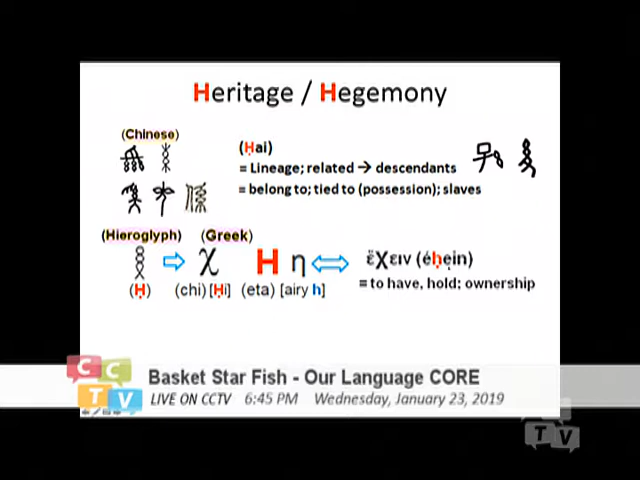 Heritage / Hegemony
(Chinese)
(Ḥai)
= Lineage; related → descendants
= belong to; tied to (possession); slaves
(Hieroglyph) (Greek)
χ H η ⇔ ἔχειν (éḥein)
(Ḥ) (chi) [Ḥi] (eta) [airy h]
= to have, hold; ownership
CCTV
Basket Star Fish - Our Language CORE
LIVE ON CCTV 6:45 PM Wednesday, January 23, 2019
TV